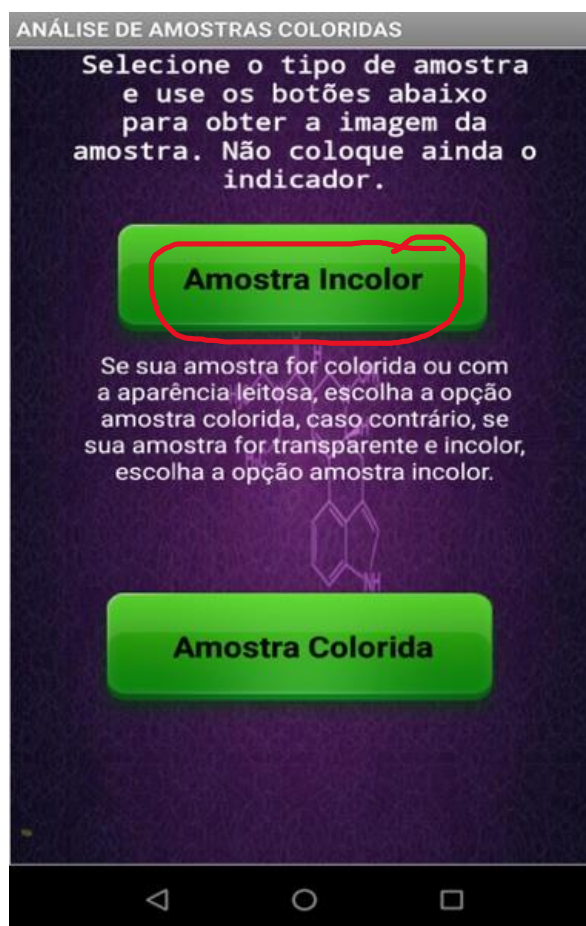 ANÁLISE DE AMOSTRAS COLORIDAS
Selecione o tipo de amostra
e use os botões abaixo
para obter a imagem da
amostra. Não coloque ainda o
indicador.
Amostra Incolor
Se sua amostra for colorida ou com
a aparência leitosa, escolha a opção
amostra colorida, caso contrário, se
sua amostra for transparente e incolor,
escolha a opção amostra incolor.
NH
Amostra Colorida